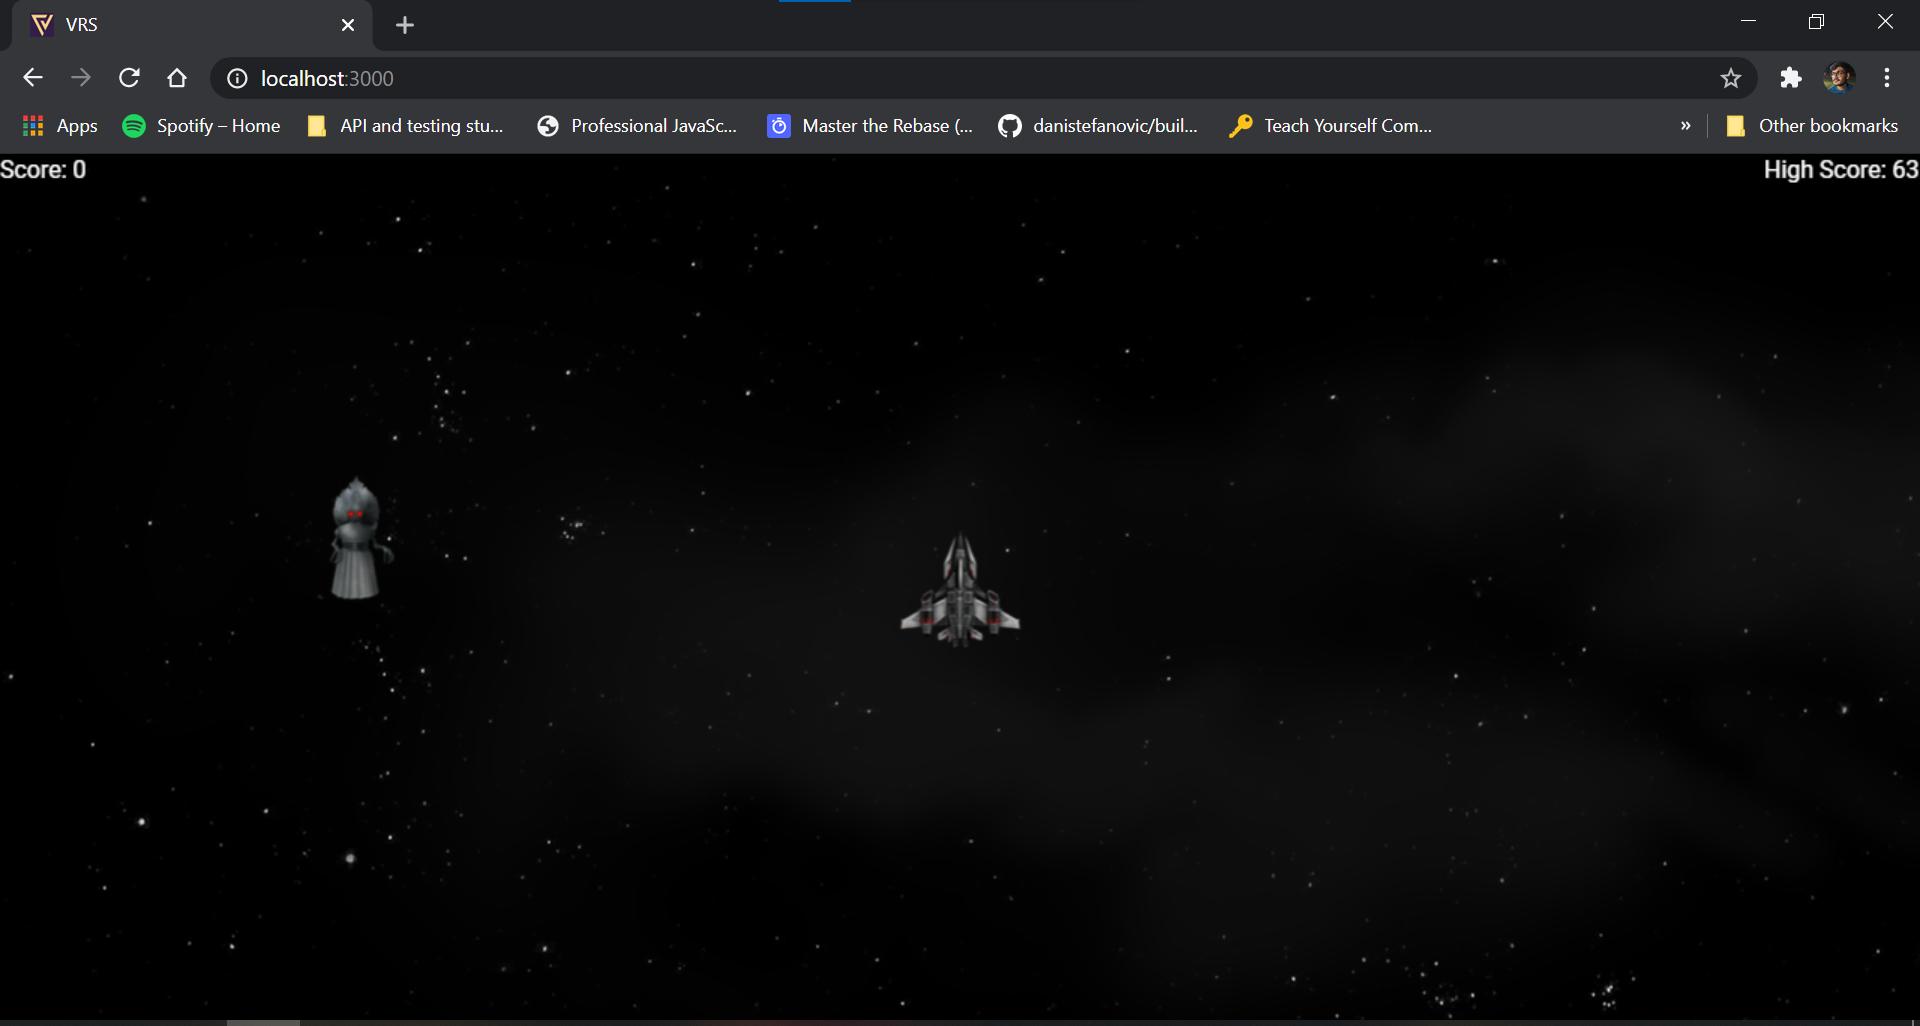 VRS
localhost:3000
Apps
Spotify – Home
API and testing stu...
Professional JavaSc...
Master the Rebase (...
danistefanovic/buil...
Teach Yourself Com...
»
Other bookmarks
Score: 0
High Score: 63